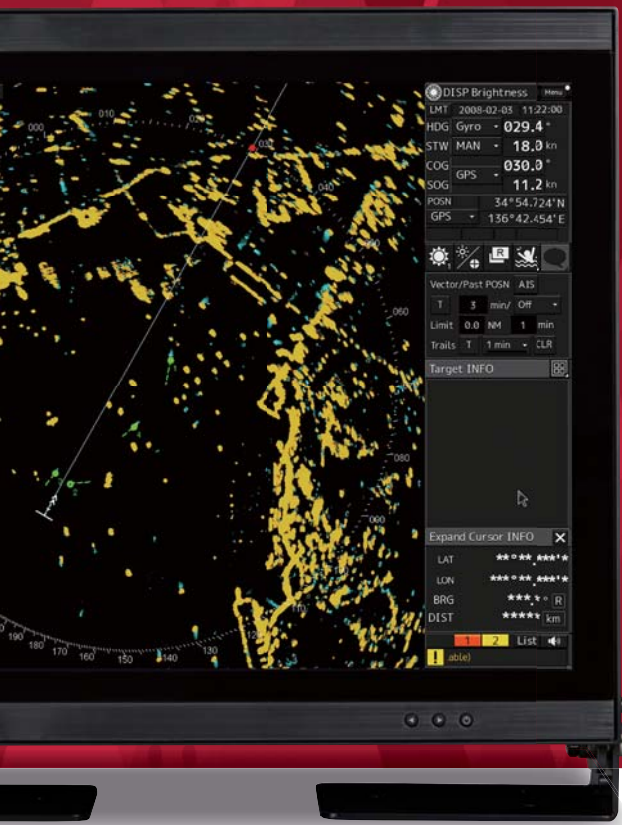 DISP Brightness Menu
LMT 2008-02-03 11:22:00
HDG Gyro 029.4°
STW MAN 18.0 kn
COG 030.0°
GPS
SOG 11.2 kn
POSN 34°54.724'N
GPS 136°42.454'E
R
Vector/Past POSN AIS
T 3 min/ Off
Limit 0.0 NM 1 min
Trails T 1 min CLR
Target INFO
Expand Cursor INFO X
LAT **°**.***'*
LON ***°**.***'*
BRG ***.*° R
DIST ***** km
1 2 List
! able)
000
010
020
030
040
060
080
090
110
120
130
140
150
160
170
180
190